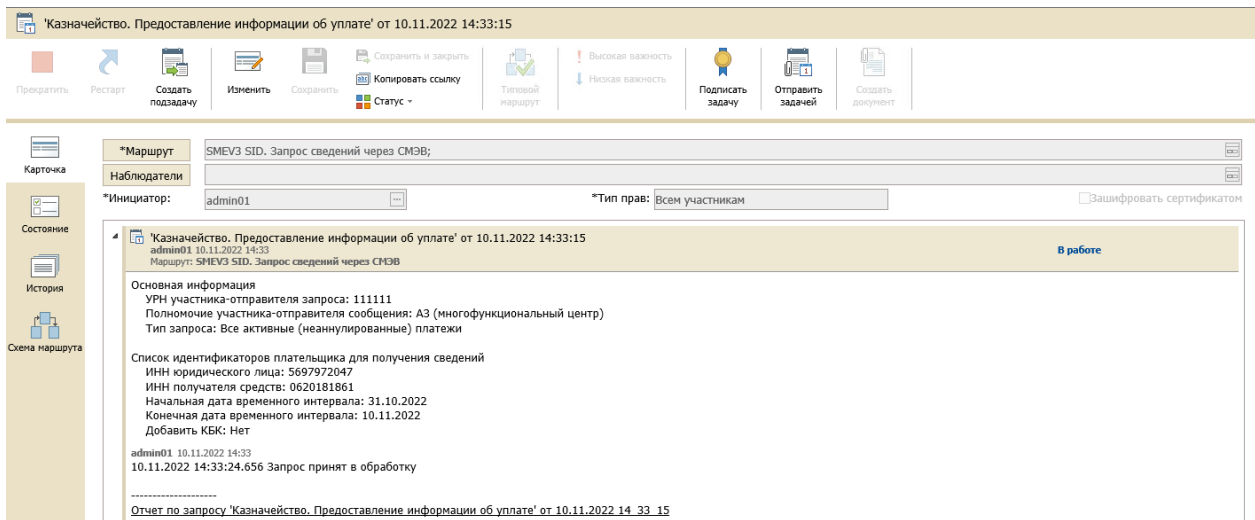 'Казначейство. Предоставление информации об уплате' от 10.11.2022 14:33:15
Прекратить
Рестарт
Создать подзадачу
Изменить
Сохранить
Сохранить и закрыть
Копировать ссылку
Статус
Типовой маршрут
Высокая важность
Низкая важность
Подписать задачу
Отправить задачей
Создать документ
Карточка
Состояние
История
Схема маршрута
*Маршрут SMEV3 SID. Запрос сведений через СМЭВ;
Наблюдатели
*Инициатор: admin01 *Тип прав: Всем участникам Зашифровать сертификатом
'Казначейство. Предоставление информации об уплате' от 10.11.2022 14:33:15
admin01 10.11.2022 14:33 В работе
Маршрут: SMEV3 SID. Запрос сведений через СМЭВ
Основная информация
УРН участника-отправителя запроса: 111111
Полномочие участника-отправителя сообщения: АЗ (многофункциональный центр)
Тип запроса: Все активные (неаннулированные) платежи
Список идентификаторов плательщика для получения сведений
ИНН юридического лица: 5697972047
ИНН получателя средств: 0620181861
Начальная дата временного интервала: 31.10.2022
Конечная дата временного интервала: 10.11.2022
Добавить КБК: Нет
admin01 10.11.2022 14:33
10.11.2022 14:33:24.656 Запрос принят в обработку
--------------------
Отчет по запросу 'Казначейство. Предоставление информации об уплате' от 10.11.2022 14_33_15